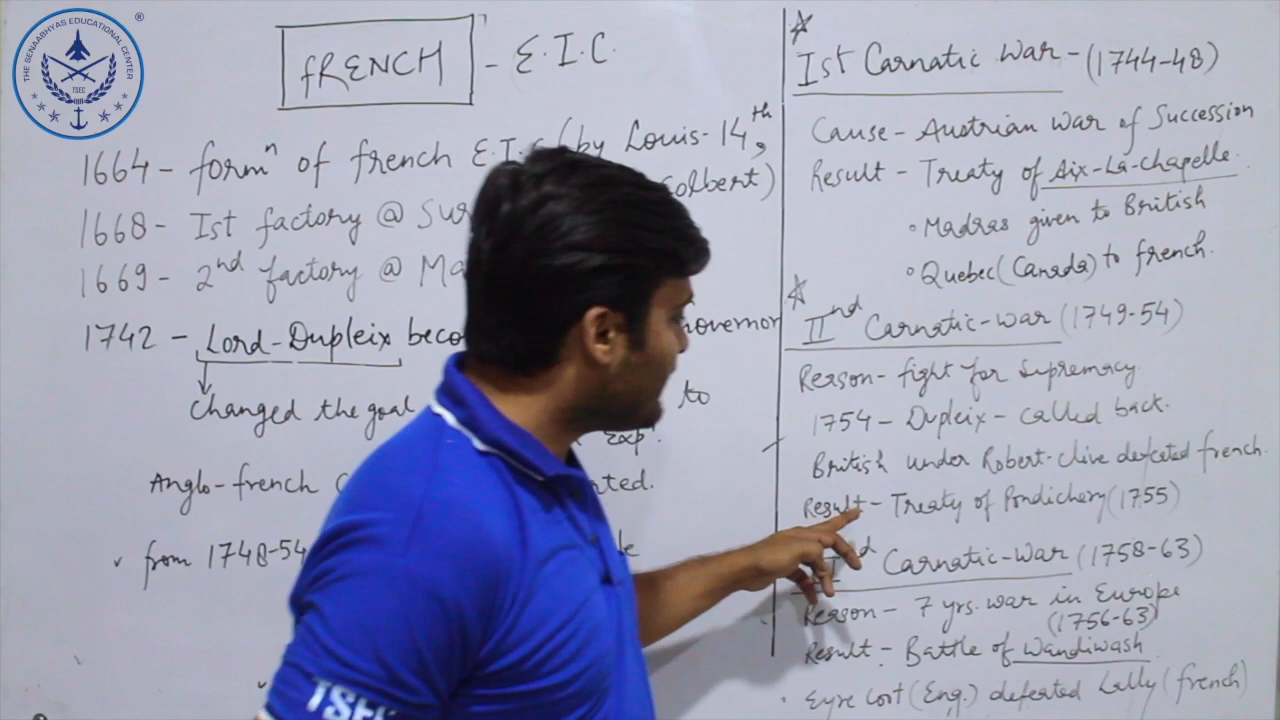 THE SENAABHYAS EDUCATIONAL CENTER
®
TSEC
FRENCH - E.I.C
1664 - formⁿ of french E.I.C (by Louis-14th,
Colbert)
1668 - Ist factory @
1669 - 2nd factory @
1742 - Lord-Dupleix
Changed the goal to
Exp.
Anglo-french
✓ from 1748-54
Ist Carnatic War - (1744-48)
Cause - Austrian War of Succession
Result - Treaty of Aix-La-Chapelle.
• Madras given to British
• Quebec (Canada) to french.
IInd Carnatic-War (1749-54)
Reason - fight for Supremacy
1754 - Dupleix - called back.
British under Robert-clive defeated french.
Result - Treaty of Pondichery (1755)
Carnatic-War (1758-63)
Reason - 7 yrs. war in Europe
(1756-63)
Result - Battle of Wandiwash
• Eyre Coot (Eng.) defeated Lally (french)